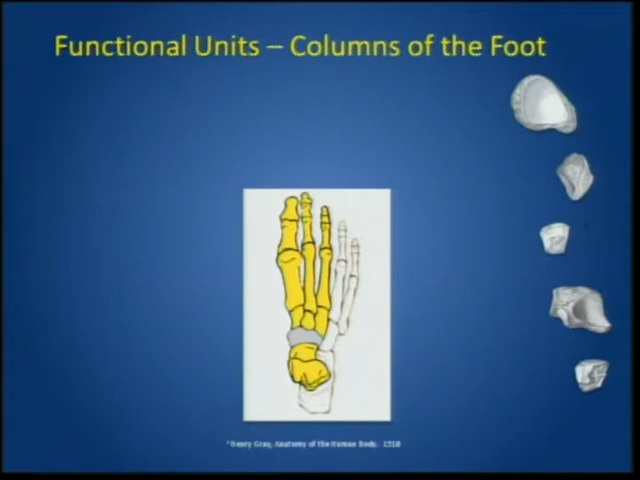 Functional Units – Columns of the Foot
*Henry Gray, Anatomy of the Human Body. 1918